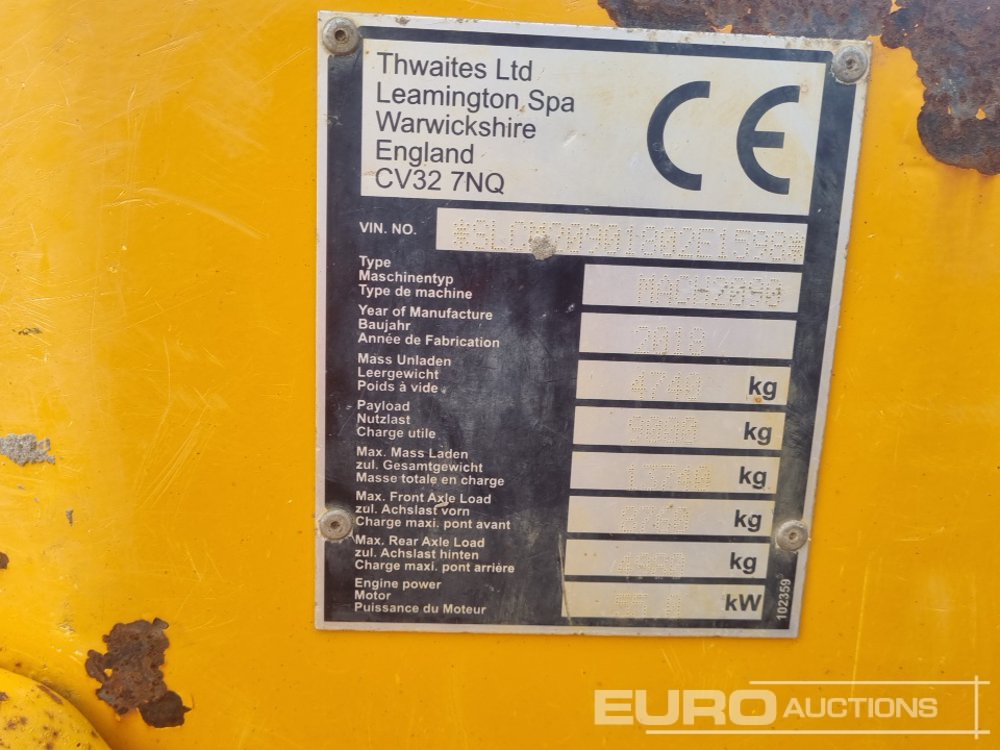 Thwaites Ltd
Leamington Spa
Warwickshire
England
CV32 7NQ
CE
VIN. NO.
Type
Maschinentyp
Type de machine
MACH2090
Year of Manufacture
Baujahr
Année de Fabrication
2018
Mass Unladen
Leergewicht
Poids à vide
4740 kg
Payload
Nutzlast
Charge utile
9000 kg
Max. Mass Laden
zul. Gesamtgewicht
Masse totale en charge
13740 kg
Max. Front Axle Load
zul. Achslast vorn
Charge maxi. pont avant
kg
Max. Rear Axle Load
zul. Achslast hinten
Charge maxi. pont arrière
kg
Engine power
Motor
Puissance du Moteur
kW
102359
EURO AUCTIONS